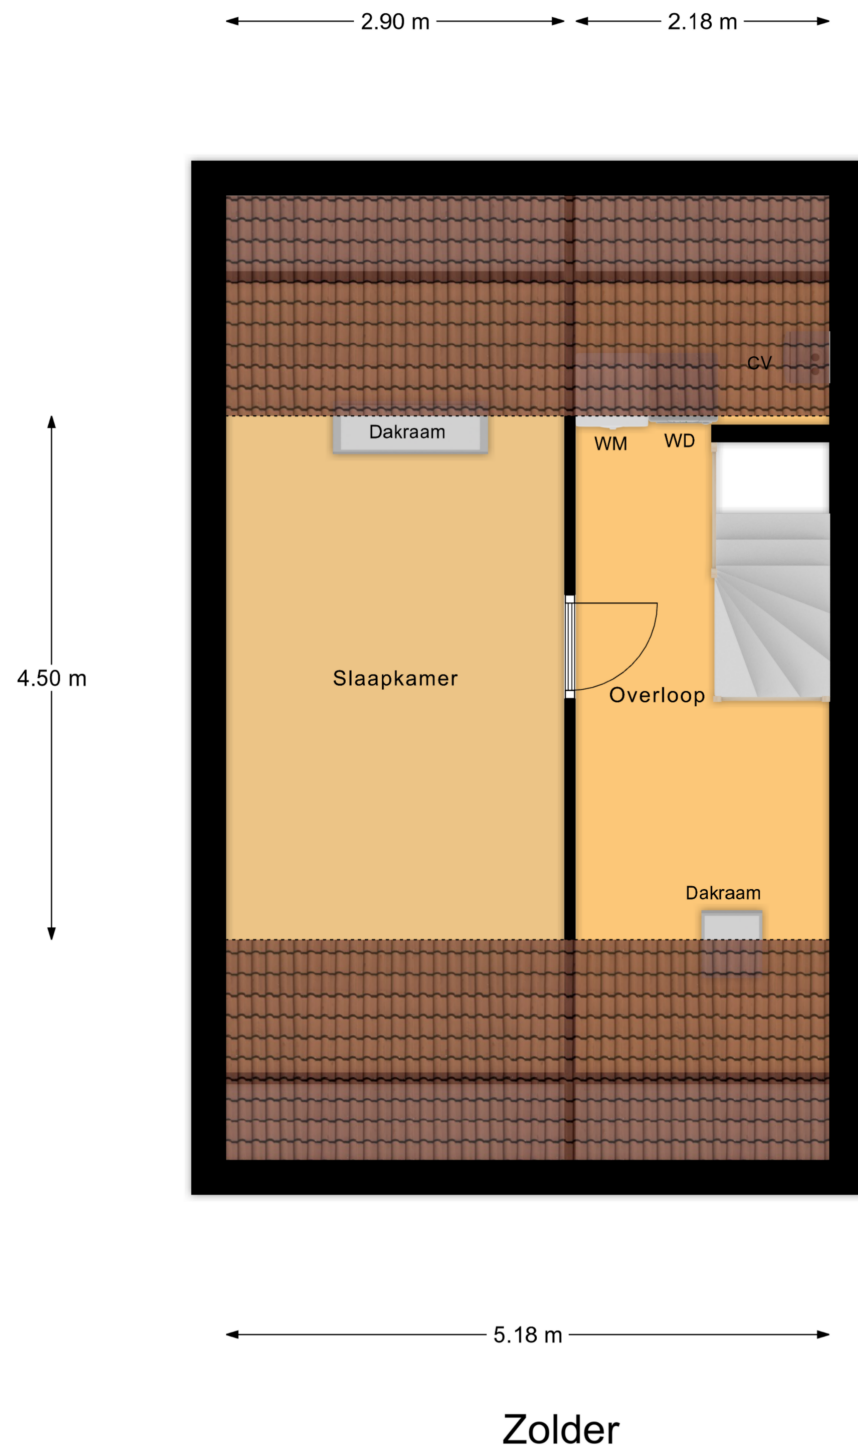 2.90 m
2.18 m
CV
Dakraam
WM
WD
4.50 m
Slaapkamer
Overloop
Dakraam
5.18 m
Zolder